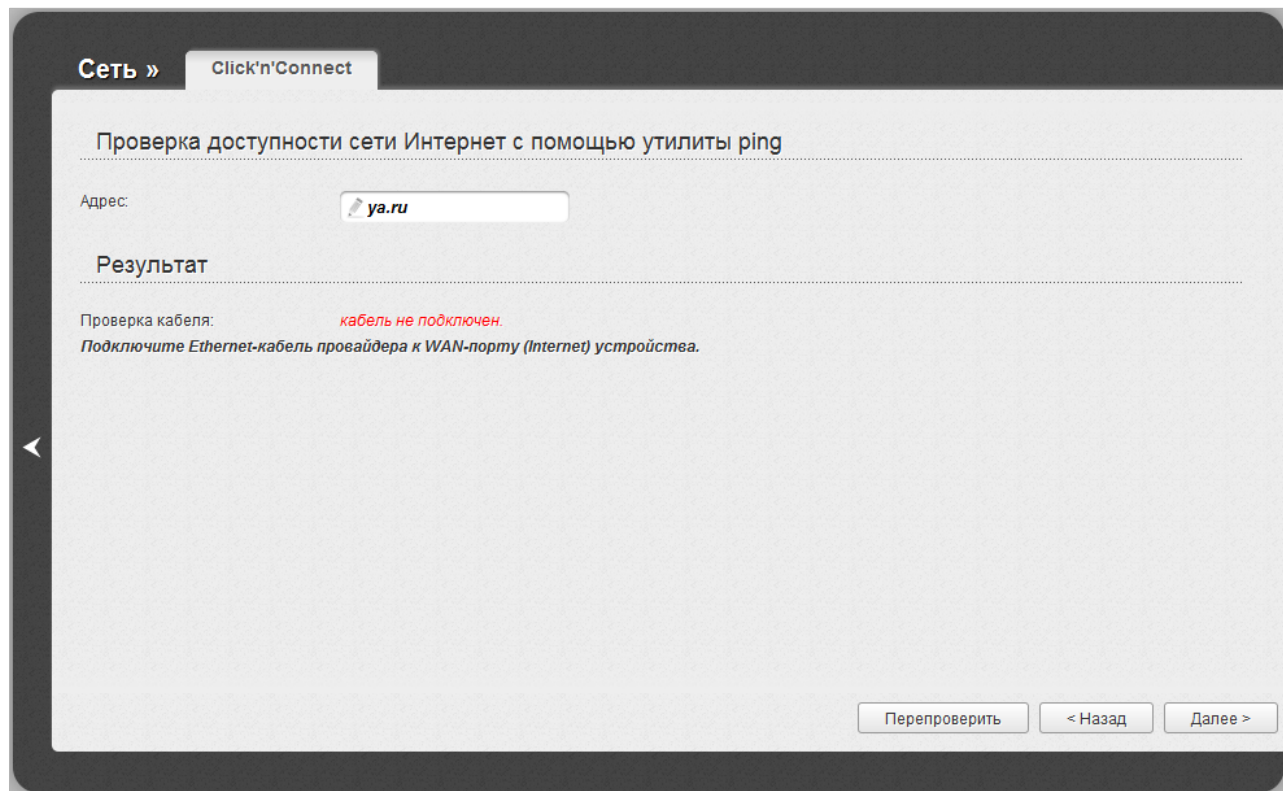 Сеть »
Click'n'Connect
Проверка доступности сети Интернет с помощью утилиты ping
Адрес:
ya.ru
Результат
Проверка кабеля:
кабель не подключен.
Подключите Ethernet-кабель провайдера к WAN-порту (Internet) устройства.
Перепроверить
< Назад
Далее >